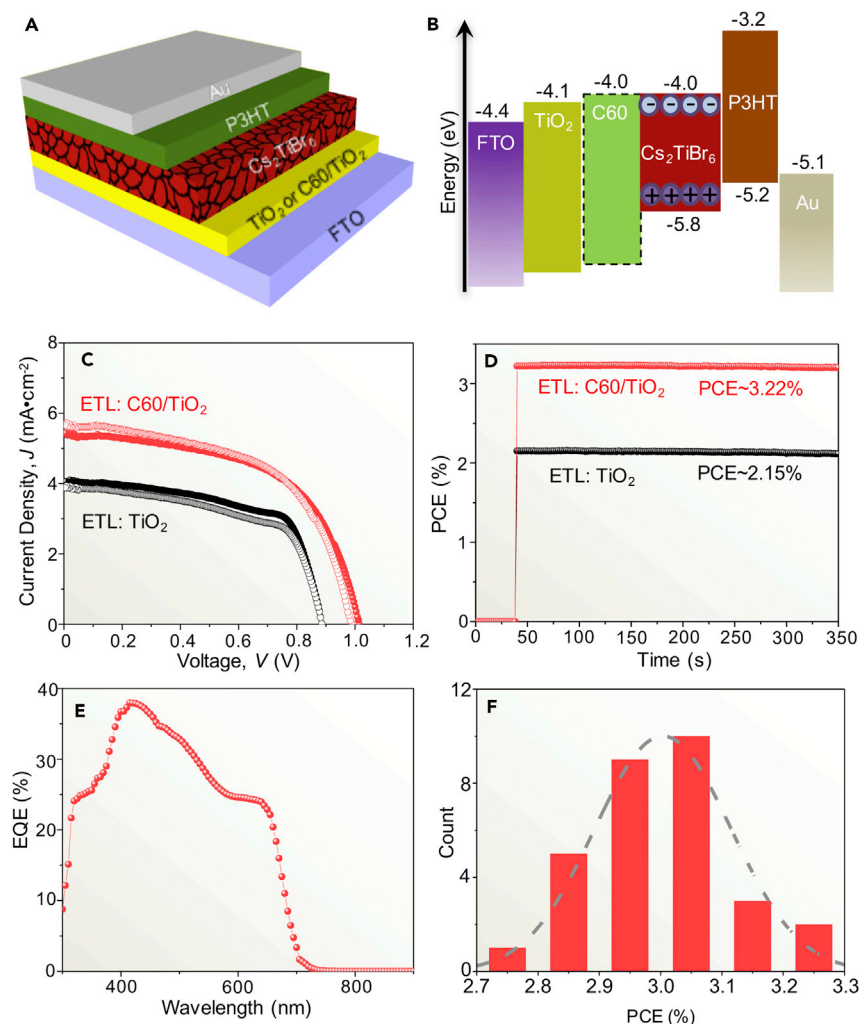 A
Au
P3HT
Cs2TiBr6
TiO2 or C60/TiO2
FTO
B
Energy (eV)
-3.2
-4.0
-4.0
-4.1
-4.4
P3HT
C60
TiO2
FTO
Cs2TiBr6
-5.1
-5.2
Au
-5.8
C
Current Density, J (mA•cm-2)
8
6
4
2
0
ETL: C60/TiO2
ETL: TiO2
0
0.2
0.4
0.6
0.8
1.0
1.2
Voltage, V (V)
D
PCE (%)
3
2
1
0
ETL: C60/TiO2 PCE~3.22%
ETL: TiO2 PCE~2.15%
0 50 100 150 200 250 300 350
Time (s)
E
EQE (%)
40
30
20
10
0
400 600 800
Wavelength (nm)
F
Count
12
8
4
0
2.7 2.8 2.9 3.0 3.1 3.2 3.3
PCE (%)